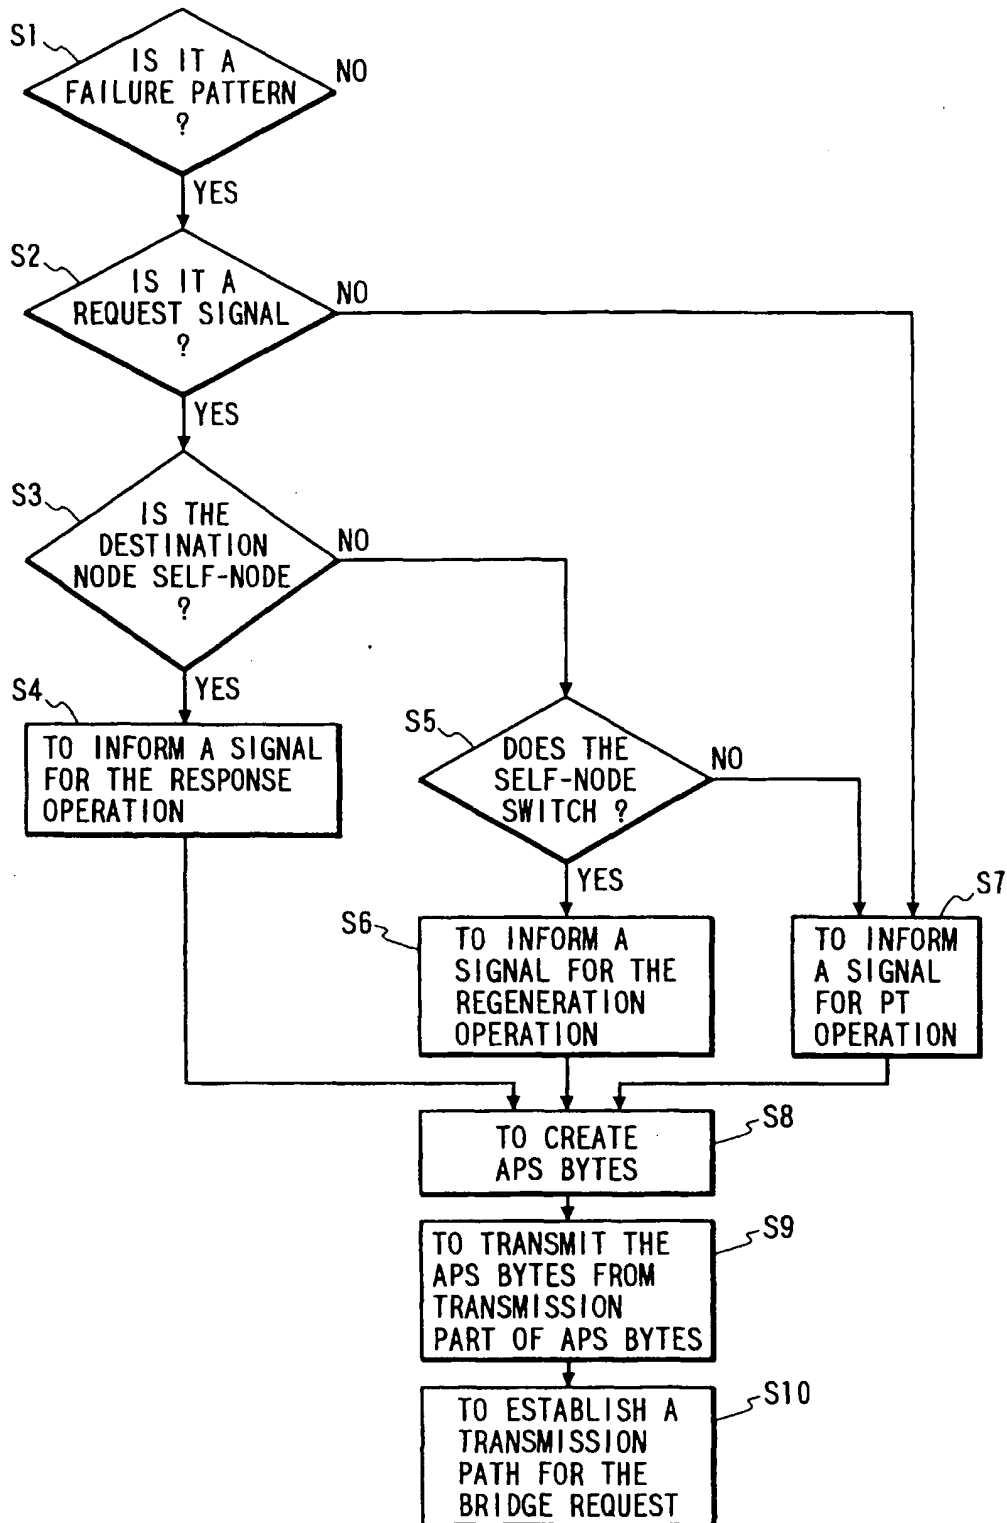 S1
IS IT A
FAILURE PATTERN
?
NO
YES
S2
IS IT A
REQUEST SIGNAL
?
NO
YES
S3
IS THE
DESTINATION
NODE SELF-NODE
?
NO
YES
S4
TO INFORM A SIGNAL
FOR THE RESPONSE
OPERATION
S5
DOES THE
SELF-NODE
SWITCH ?
NO
YES
S6
TO INFORM A
SIGNAL FOR THE
REGENERATION
OPERATION
S7
TO INFORM
A SIGNAL
FOR PT
OPERATION
S8
TO CREATE
APS BYTES
S9
TO TRANSMIT THE
APS BYTES FROM
TRANSMISSION
PART OF APS BYTES
S10
TO ESTABLISH A
TRANSMISSION
PATH FOR THE
BRIDGE REQUEST